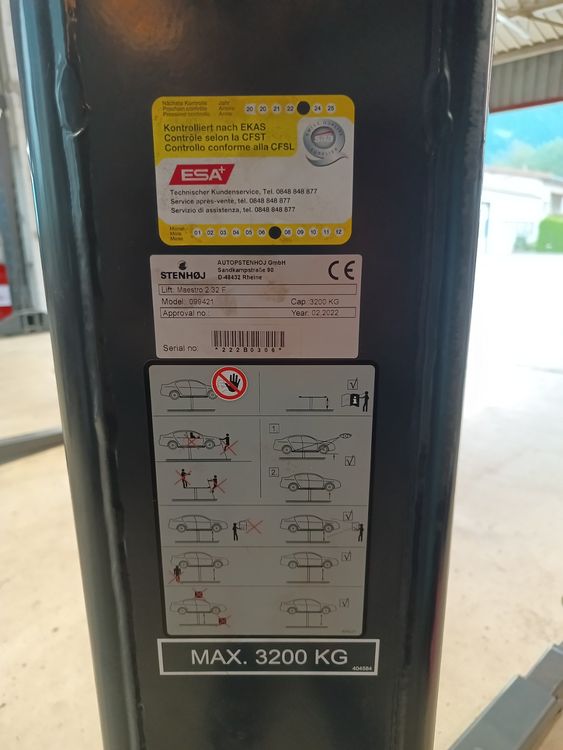 Nächste Kontrolle
Prochain contrôle
Prossimo controllo
Jahr
Année
Anno
20 20 21 22 24 25
Kontrolliert nach EKAS
Contrôle selon la CFST
Controllo conforme alla CFSL
ESA+
Technischer Kundenservice, Tel. 0848 848 877
Service après-vente, tél. 0848 848 877
Servizio di assistenza, tel. 0848 848 877
Monat
Mois
Mese
01 02 03 04 05 06 08 09 10 11 12
STENHØJ
AUTOPSTENHOJ GmbH
Sandkampstraße 90
D-48432 Rheine
CE
Lift: Maestro 2.32 F
Model: 099421
Cap: 3200 KG
Approval no.:
Year: 02.2022
Serial no:
*222B0306*
1.
2.
MAX. 3200 KG
404584